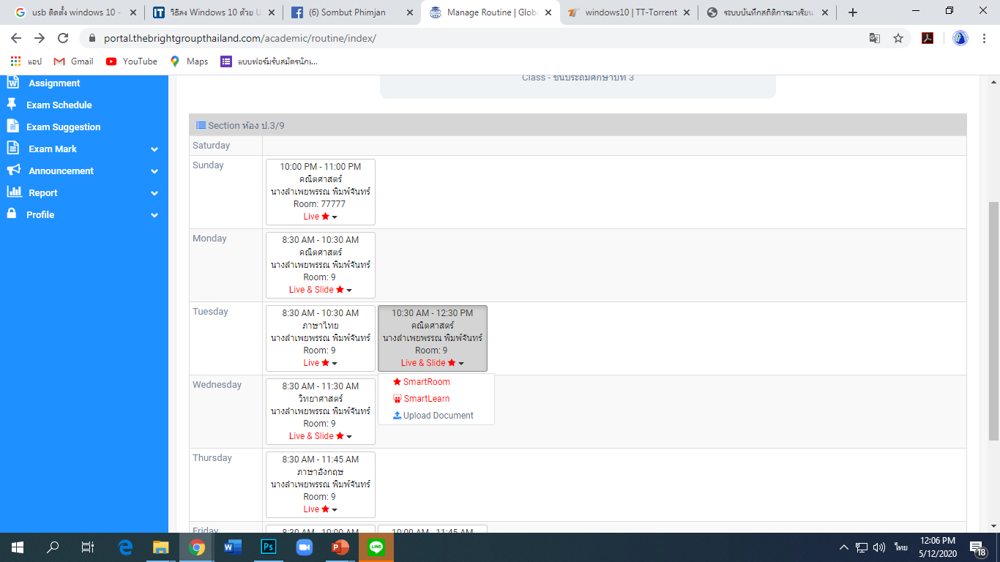 usb ติดตั้ง windows 10 -
วิธีลง Windows 10 ด้วย U
(6) Sombut Phimjan
Manage Routine | Glob
windows10 | TT-Torrent
ระบบบันทึกสถิติการมาเรียน
portal.thebrightgroupthailand.com/academic/routine/index/
แอป
Gmail
YouTube
Maps
แบบฟอร์มรับสมัครนักเ...
Assignment
Exam Schedule
Exam Suggestion
Exam Mark
Announcement
Report
Profile
Class - ชั้นประถมศึกษาปีที่ 3
Section ห้อง ป.3/9
Saturday
Sunday
10:00 PM - 11:00 PM
คณิตศาสตร์
นางลำเพยพรรณ พิมพ์จันทร์
Room: 77777
Live
Monday
8:30 AM - 10:30 AM
คณิตศาสตร์
นางลำเพยพรรณ พิมพ์จันทร์
Room: 9
Live & Slide
Tuesday
8:30 AM - 10:30 AM
ภาษาไทย
นางลำเพยพรรณ พิมพ์จันทร์
Room: 9
Live
10:30 AM - 12:30 PM
คณิตศาสตร์
นางลำเพยพรรณ พิมพ์จันทร์
Room: 9
Live & Slide
SmartRoom
SmartLearn
Upload Document
Wednesday
8:30 AM - 11:30 AM
วิทยาศาสตร์
นางลำเพยพรรณ พิมพ์จันทร์
Room: 9
Live & Slide
Thursday
8:30 AM - 11:45 AM
ภาษาอังกฤษ
นางลำเพยพรรณ พิมพ์จันทร์
Room: 9
Live
Friday
8:30 AM - 10:00 AM
10:00 AM - 11:45 AM
ไทย
12:06 PM
5/12/2020
18